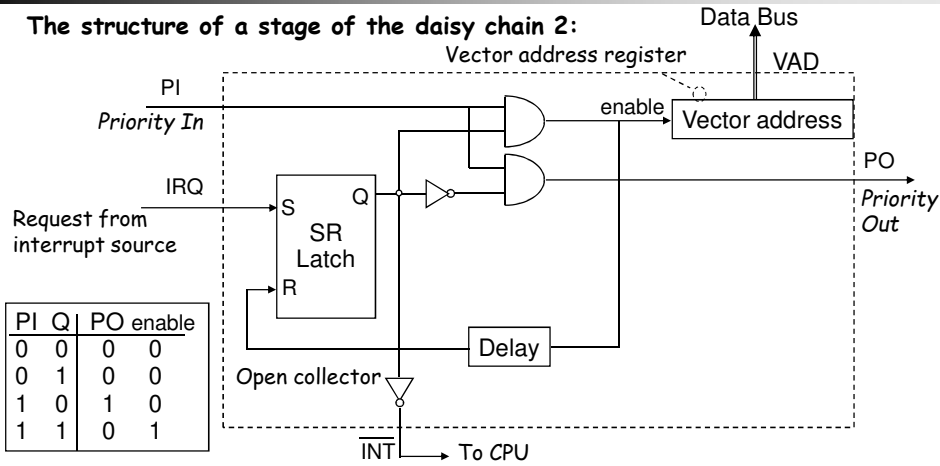 The structure of a stage of the daisy chain 2:
Data Bus
Vector address register
VAD
PI
Priority In
enable
Vector address
PO
Priority
Out
IRQ
Request from
interrupt source
S
Q
SR
Latch
R
Delay
Open collector
INT
To CPU
PI Q PO enable
0 0 0 0
0 1 0 0
1 0 1 0
1 1 0 1